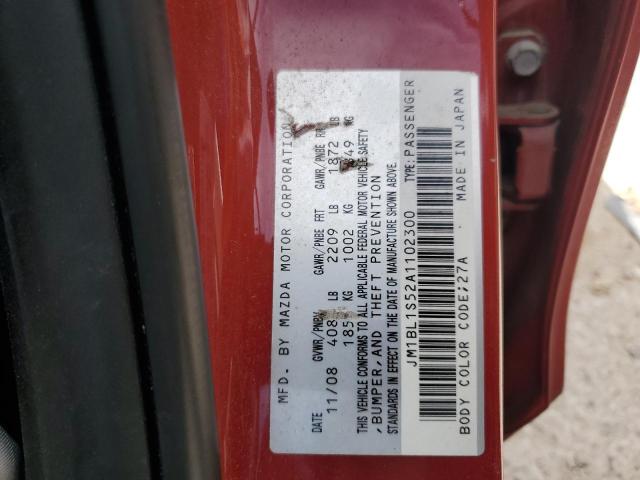 MFD. BY MAZDA MOTOR CORPORATION
DATE GVWR/PNBV GAWR/PNBE FRT GAWR/PNBE RR
11/08 408 LB 2209 LB 1872 LB
185 KG 1002 KG 849 KG
THIS VEHICLE CONFORMS TO ALL APPLICABLE FEDERAL MOTOR VEHICLE SAFETY
,BUMPER,AND THEFT PREVENTION
STANDARDS IN EFFECT ON THE DATE OF MANUFACTURE SHOWN ABOVE.
JM1BL1S52A1102300 TYPE:PASSENGER
BODY COLOR CODE:27A MADE IN JAPAN